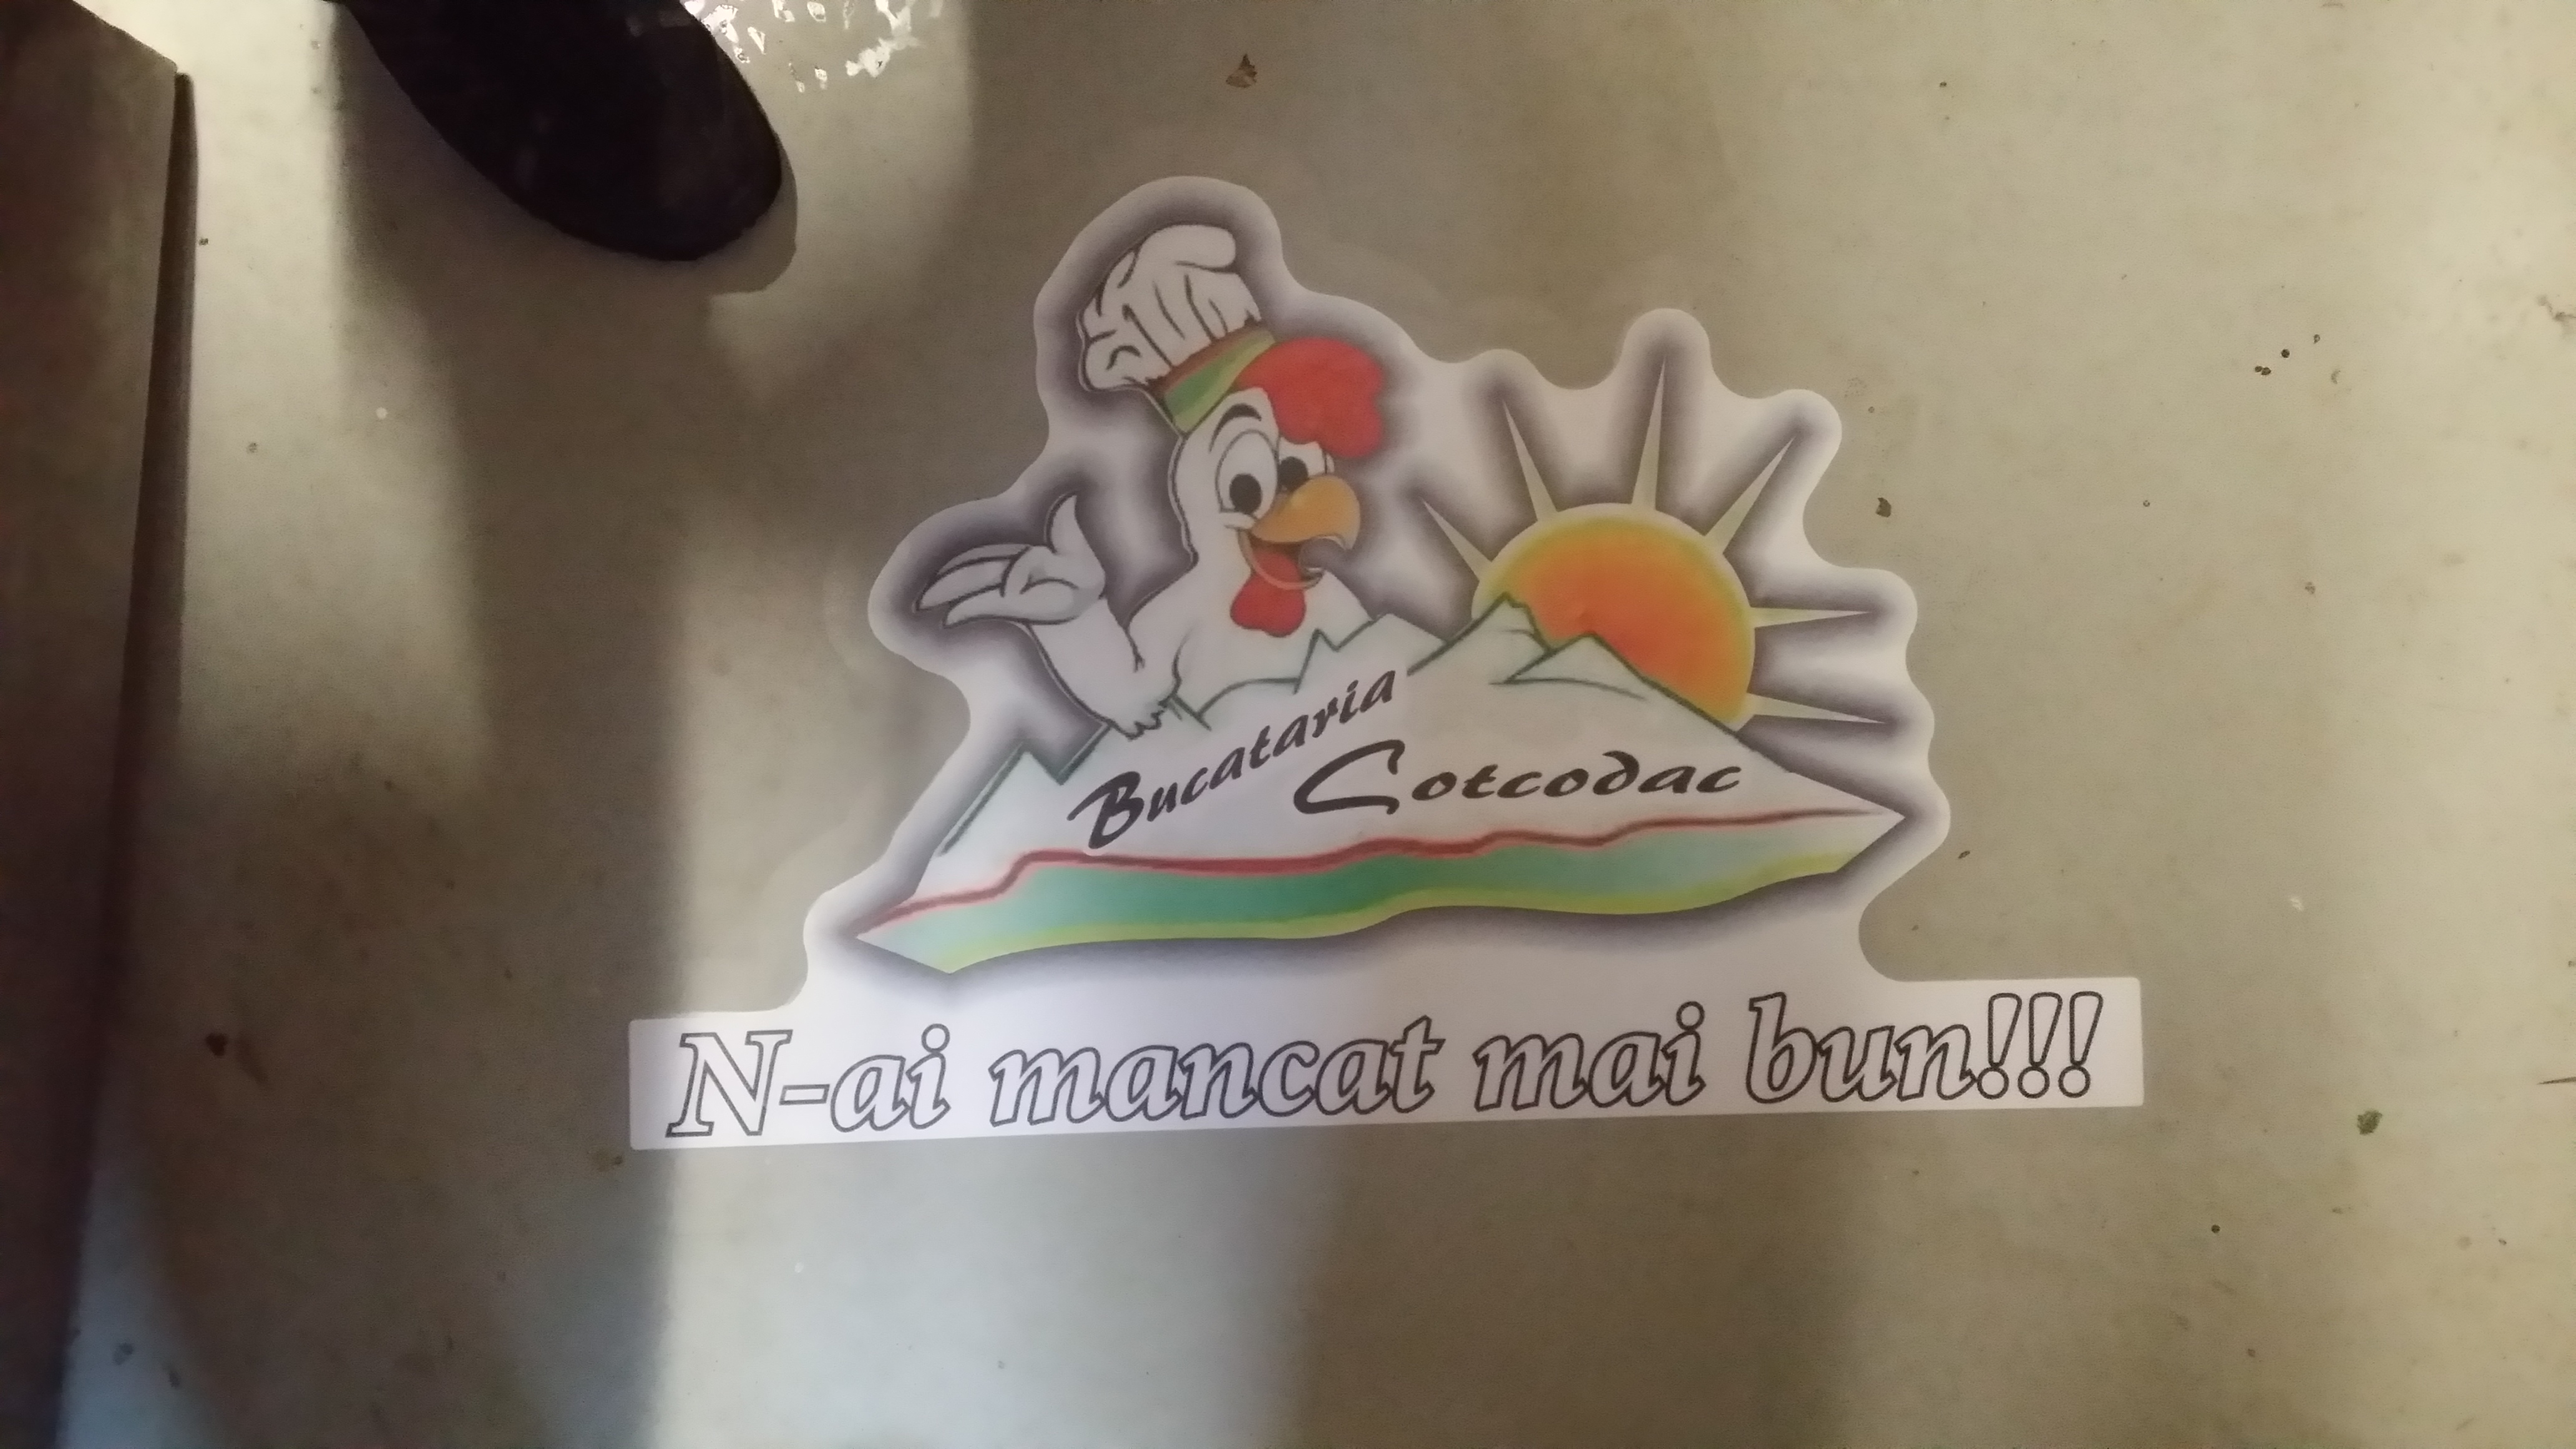 Bucataria
Cotcodac
N-ai mancat mai bun!!!